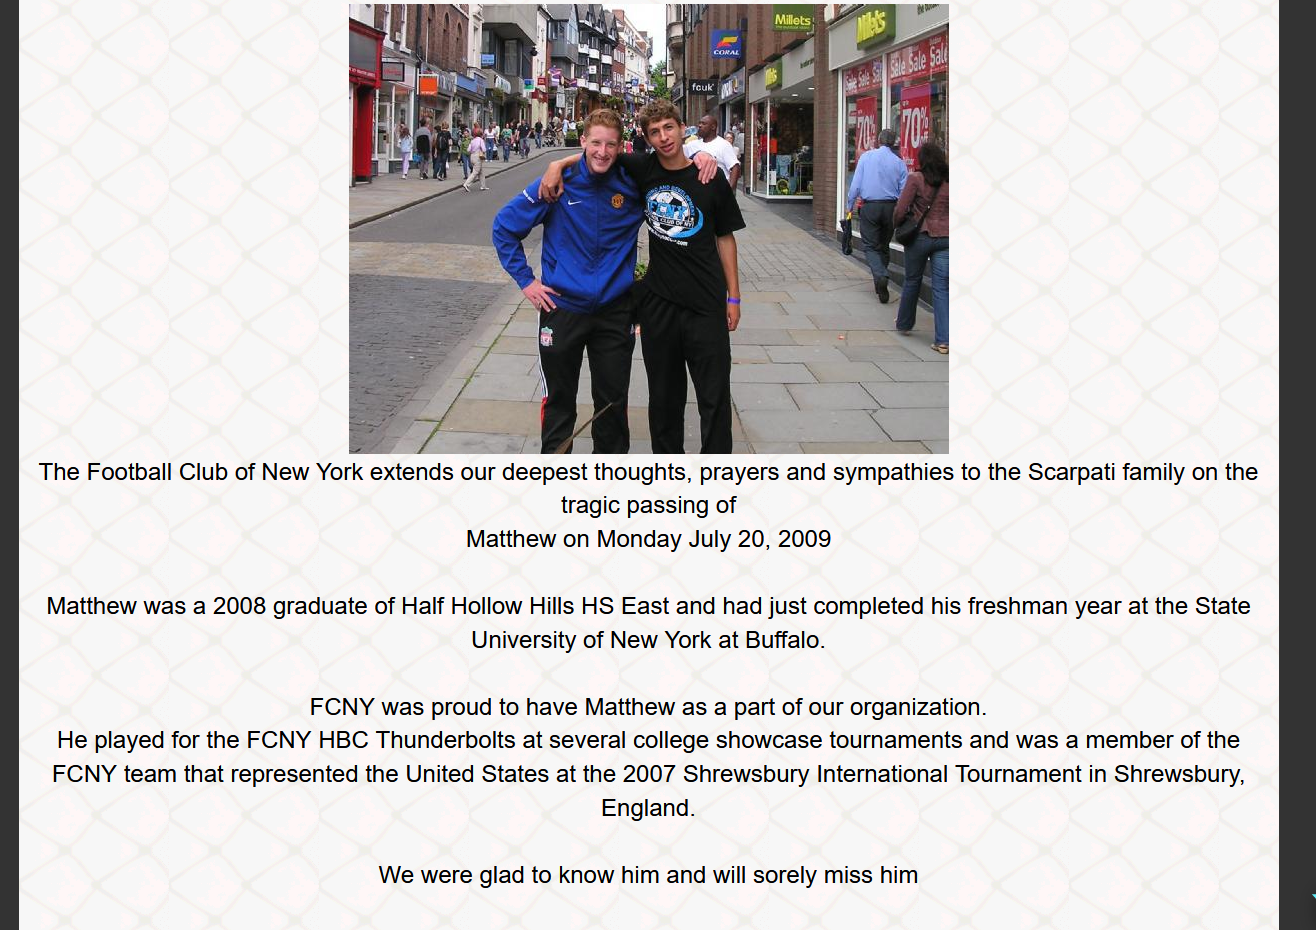 Millets
Millets
CORAL
fcuk
Millets
Sale Sale Sale Sale
70%
70%
FCNY
The Football Club of New York extends our deepest thoughts, prayers and sympathies to the Scarpati family on the
tragic passing of
Matthew on Monday July 20, 2009
Matthew was a 2008 graduate of Half Hollow Hills HS East and had just completed his freshman year at the State
University of New York at Buffalo.
FCNY was proud to have Matthew as a part of our organization.
He played for the FCNY HBC Thunderbolts at several college showcase tournaments and was a member of the
FCNY team that represented the United States at the 2007 Shrewsbury International Tournament in Shrewsbury,
England.
We were glad to know him and will sorely miss him